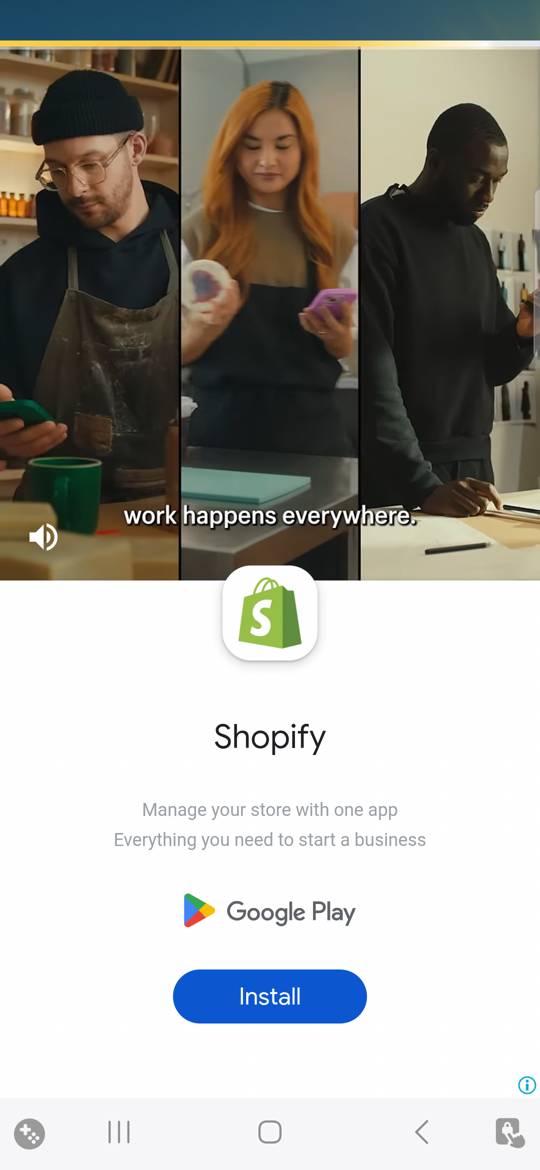 work happens everywhere.
S
Shopify
Manage your store with one app
Everything you need to start a business
Google Play
Install